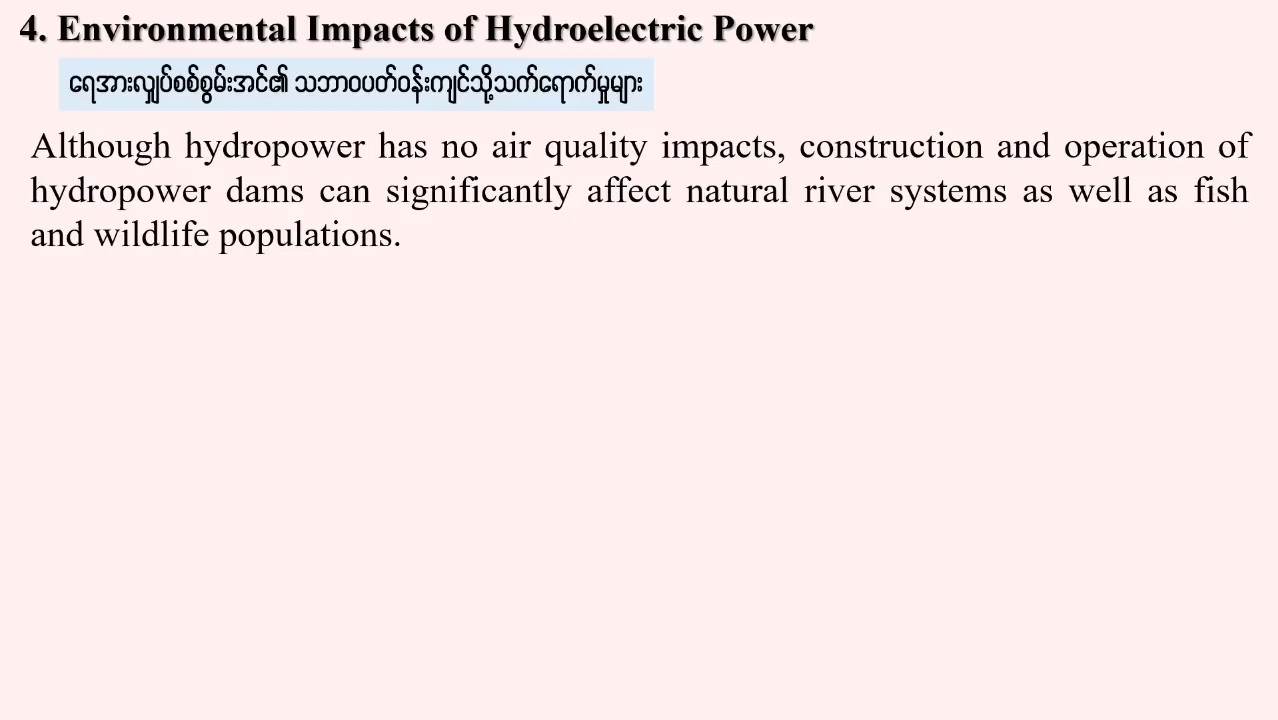 4. Environmental Impacts of Hydroelectric Power
ရေအားလျှပ်စစ်စွမ်းအင်၏ သဘာဝပတ်ဝန်းကျင်သို့သက်ရောက်မှုများ
Although hydropower has no air quality impacts, construction and operation of
hydropower dams can significantly affect natural river systems as well as fish
and wildlife populations.